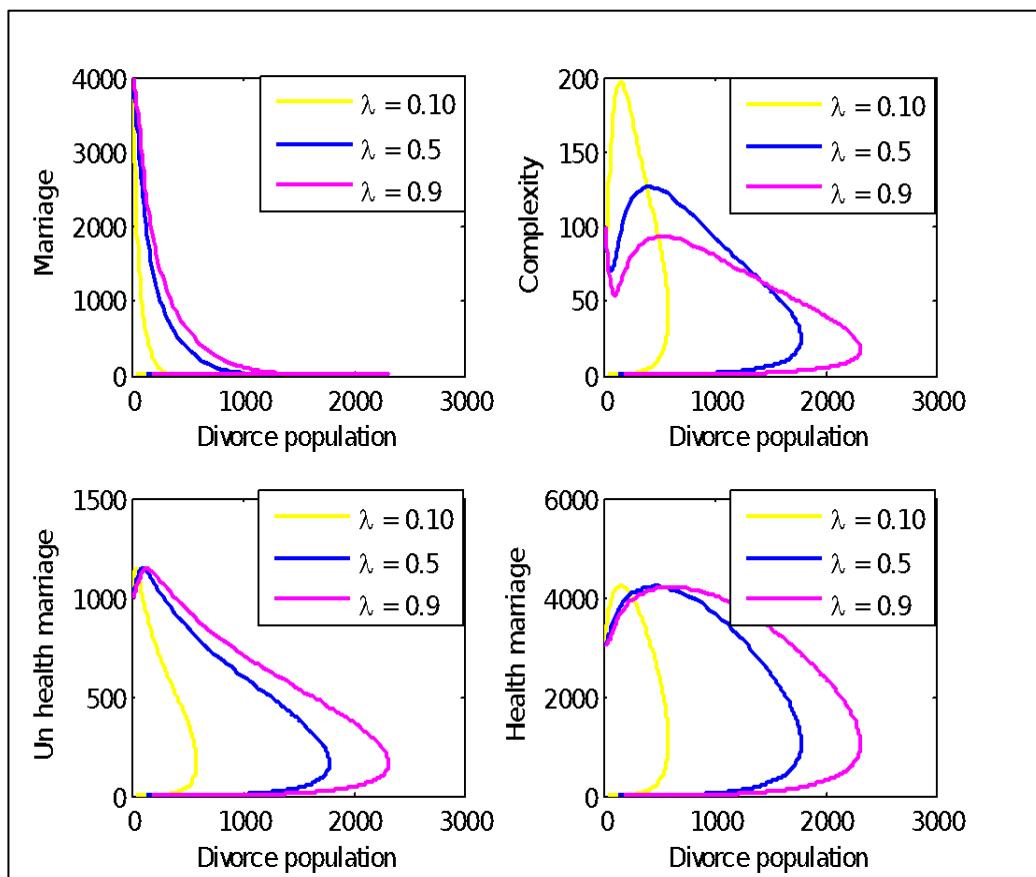 4000
3000
2000
1000
0
Marriage
λ = 0.10
λ = 0.5
λ = 0.9
0 1000 2000 3000
Divorce population
200
150
100
50
0
Complexity
λ = 0.10
λ = 0.5
λ = 0.9
0 1000 2000 3000
Divorce population
1500
1000
500
0
Un health marriage
λ = 0.10
λ = 0.5
λ = 0.9
0 1000 2000 3000
Divorce population
6000
4000
2000
0
Health marriage
λ = 0.10
λ = 0.5
λ = 0.9
0 1000 2000 3000
Divorce population